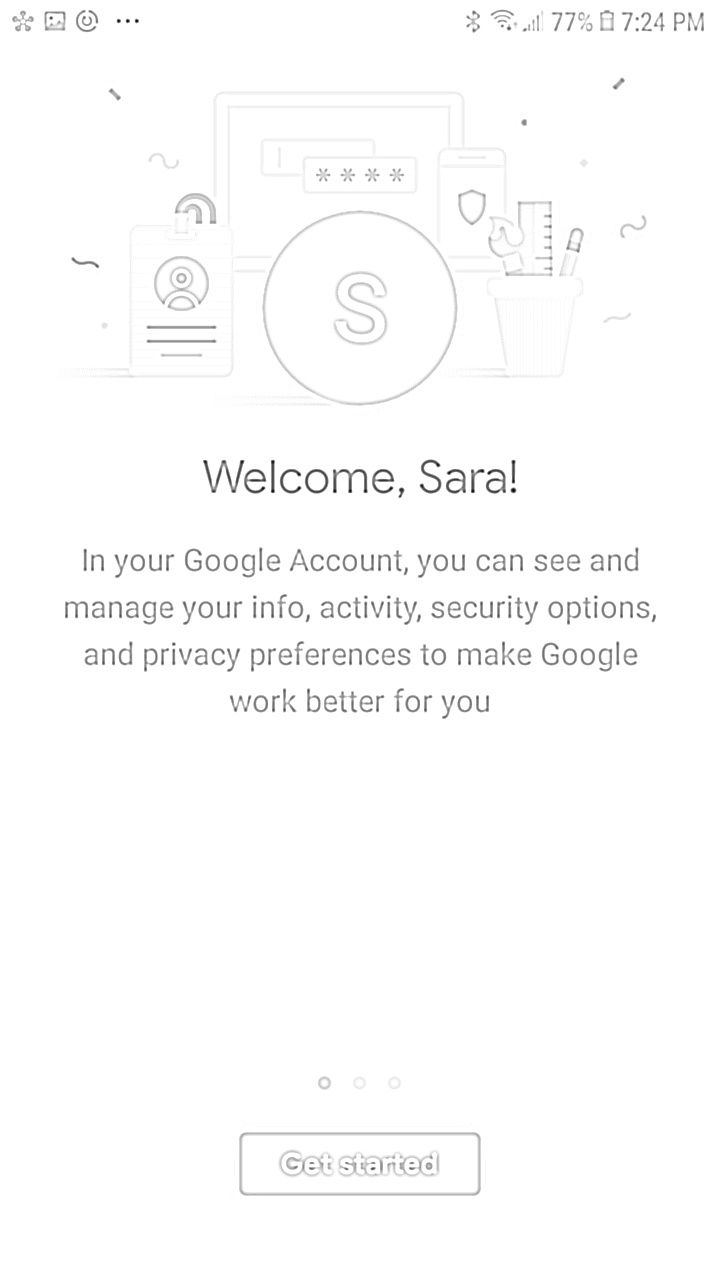 77% 7:24 PM
* * * *
S
Welcome, Sara!
In your Google Account, you can see and
manage your info, activity, security options,
and privacy preferences to make Google
work better for you
Get started